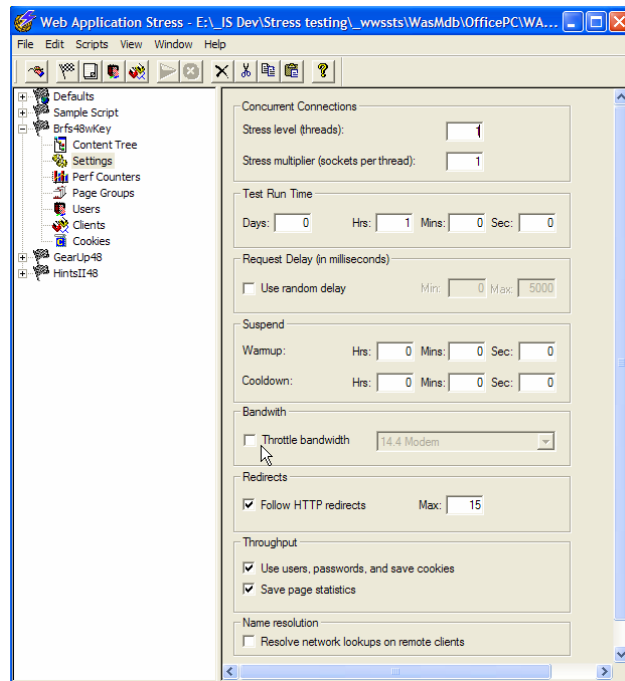 Web Application Stress - E:\_IS Dev\Stress testing\_wwssts\WasMdb\OfficePC\WA...
File Edit Scripts View Window Help
Defaults
Sample Script
Brfs48wKey
Content Tree
Settings
Perf Counters
Page Groups
Users
Clients
Cookies
GearUp48
HintsII48
Concurrent Connections
Stress level (threads): 1
Stress multiplier (sockets per thread): 1
Test Run Time
Days: 0 Hrs: 1 Mins: 0 Sec: 0
Request Delay (in milliseconds)
Use random delay Min: 0 Max: 5000
Suspend
Warmup: Hrs: 0 Mins: 0 Sec: 0
Cooldown: Hrs: 0 Mins: 0 Sec: 0
Bandwith
Throttle bandwidth 14.4 Modem
Redirects
Follow HTTP redirects Max: 15
Throughput
Use users, passwords, and save cookies
Save page statistics
Name resolution
Resolve network lookups on remote clients